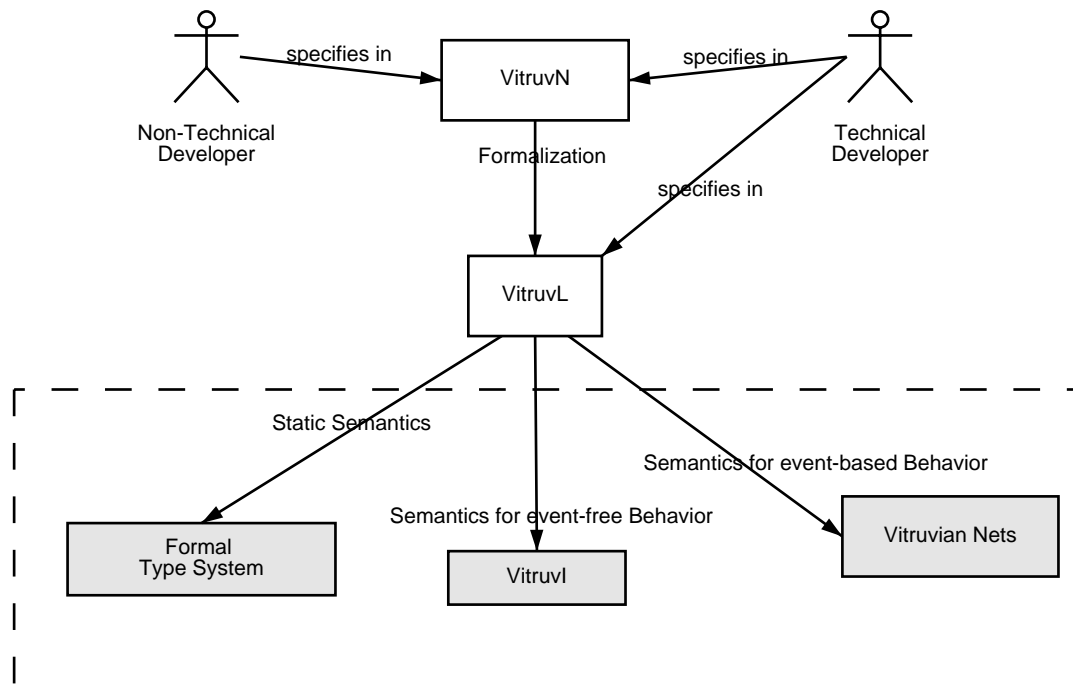 specifies in
VitruvN
specifies in
Non-Technical
Developer
Technical
Developer
Formalization
specifies in
VitruvL
Static Semantics
Semantics for event-based Behavior
Semantics for event-free Behavior
Formal
Type System
VitruvI
Vitruvian Nets